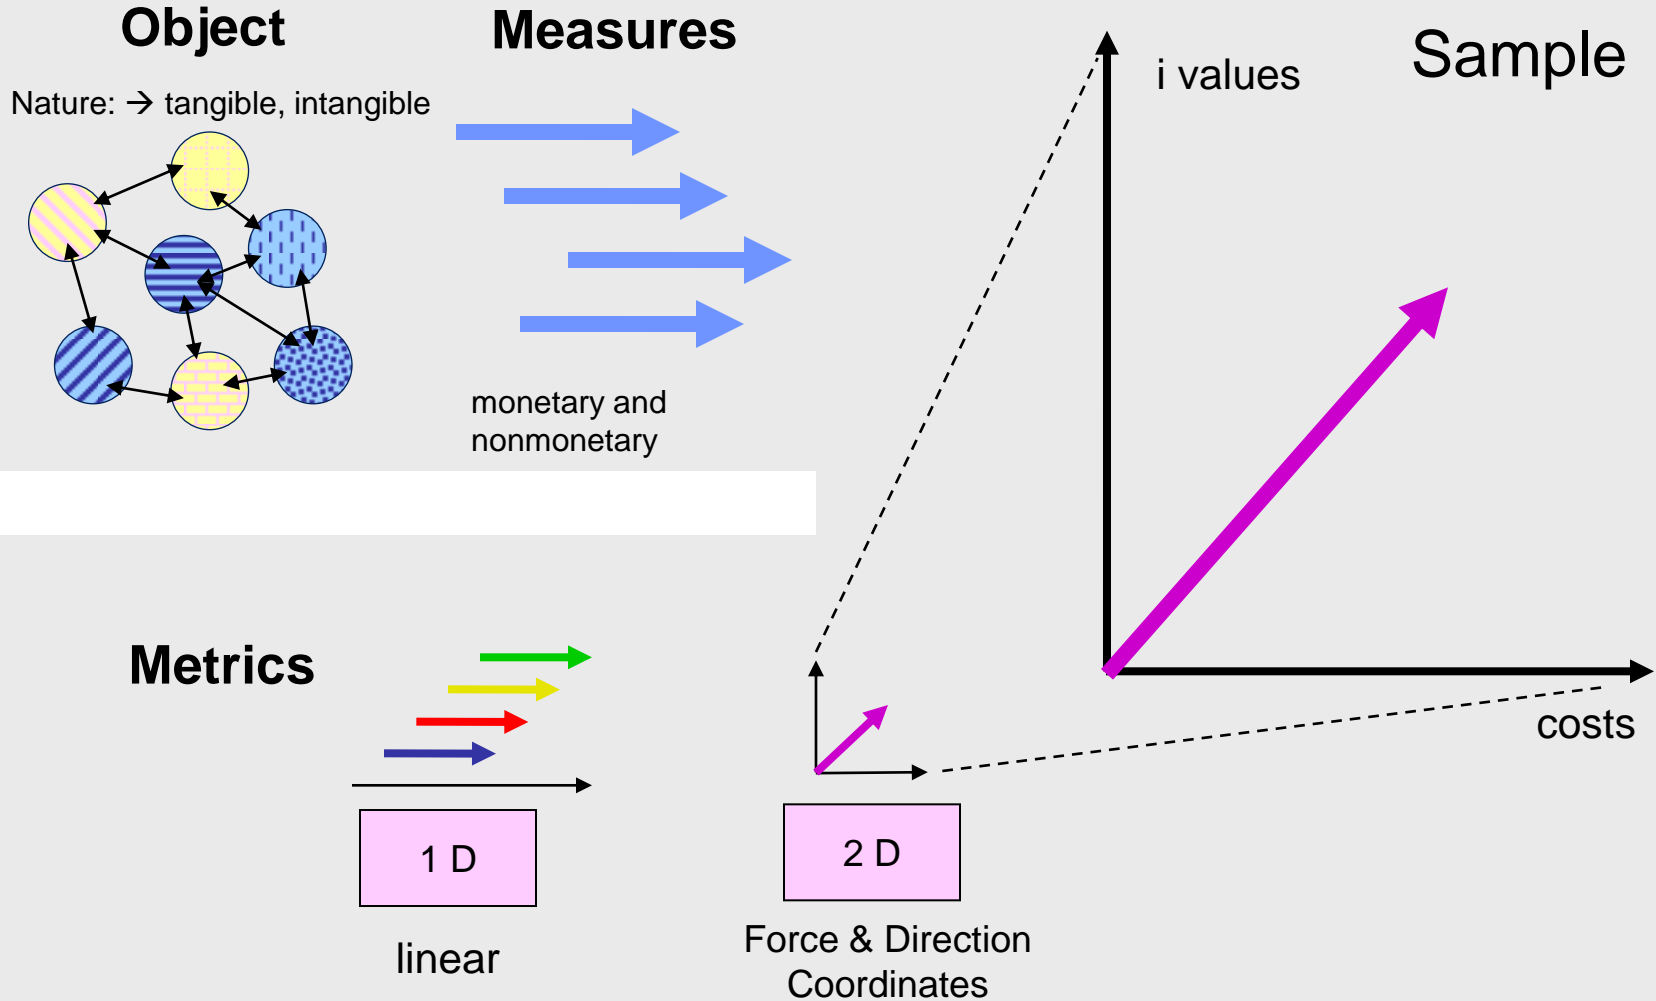 Object
Measures
Sample
Nature: → tangible, intangible
i values
monetary and
nonmonetary
Metrics
costs
1 D
2 D
linear
Force & Direction
Coordinates